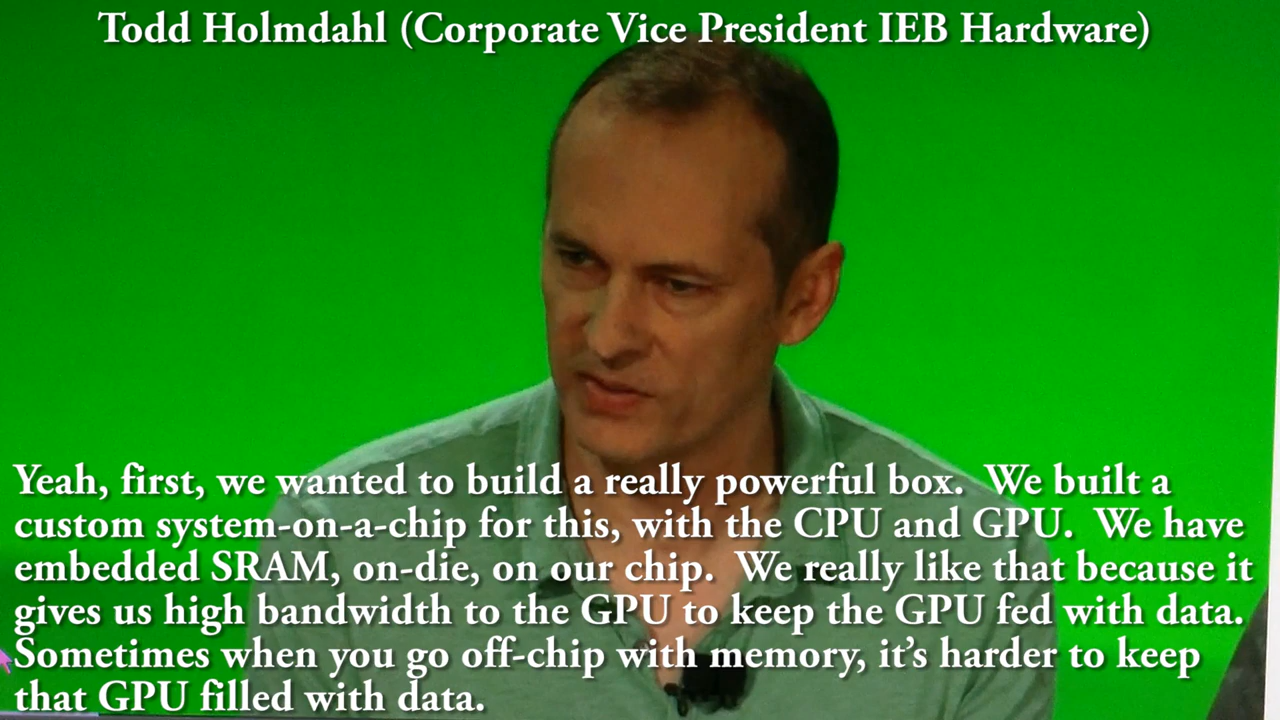 Todd Holmdahl (Corporate Vice President IEB Hardware)
Yeah, first, we wanted to build a really powerful box.  We built a
custom system-on-a-chip for this, with the CPU and GPU.  We have
embedded SRAM, on-die, on our chip.  We really like that because it
gives us high bandwidth to the GPU to keep the GPU fed with data.
Sometimes when you go off-chip with memory, it’s harder to keep
that GPU filled with data.